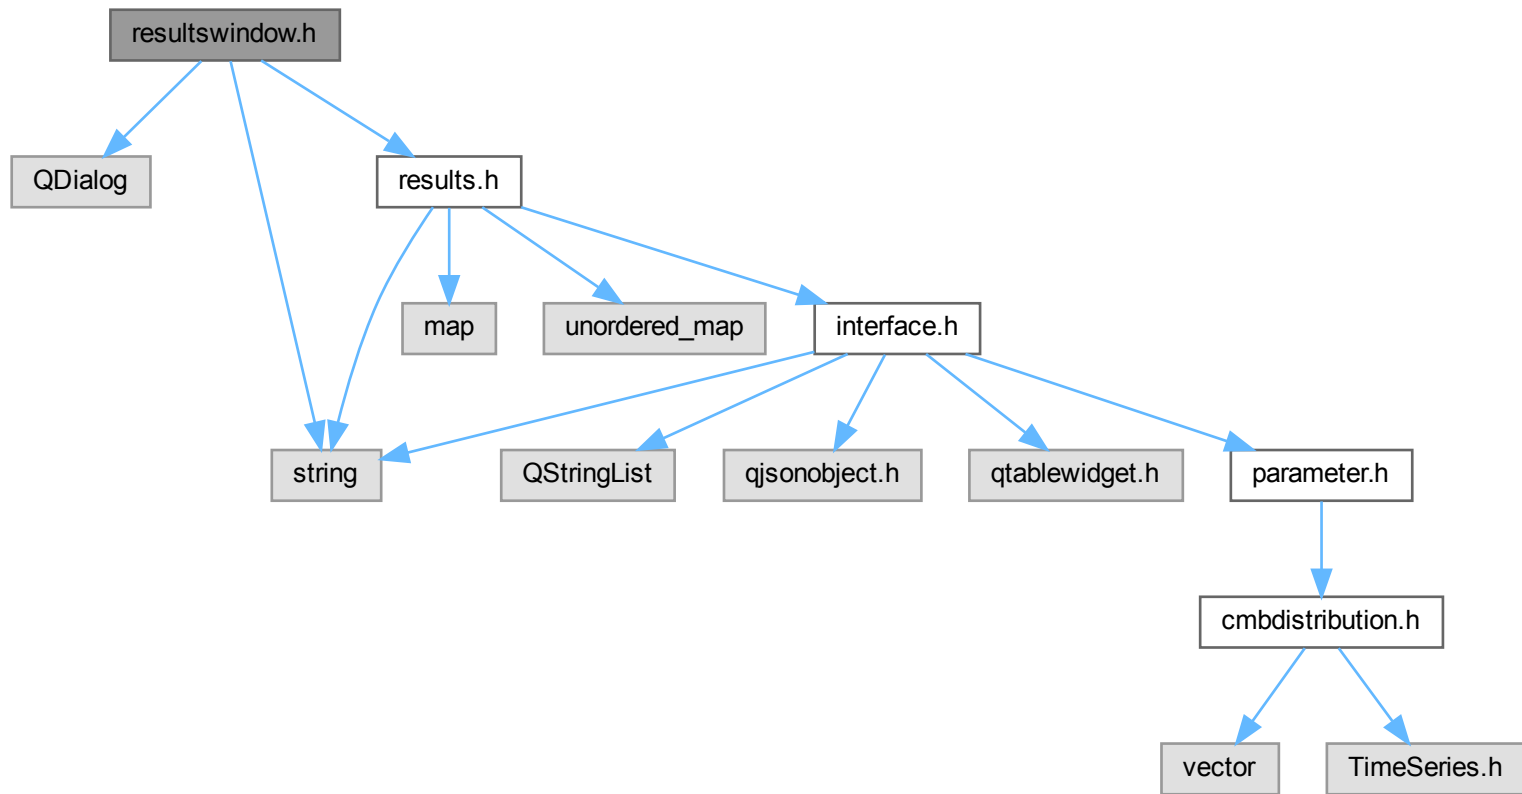 resultswindow.h
QDialog
results.h
map
unordered_map
interface.h
string
QStringList
qjsonobject.h
qtablewidget.h
parameter.h
cmbdistribution.h
vector
TimeSeries.h